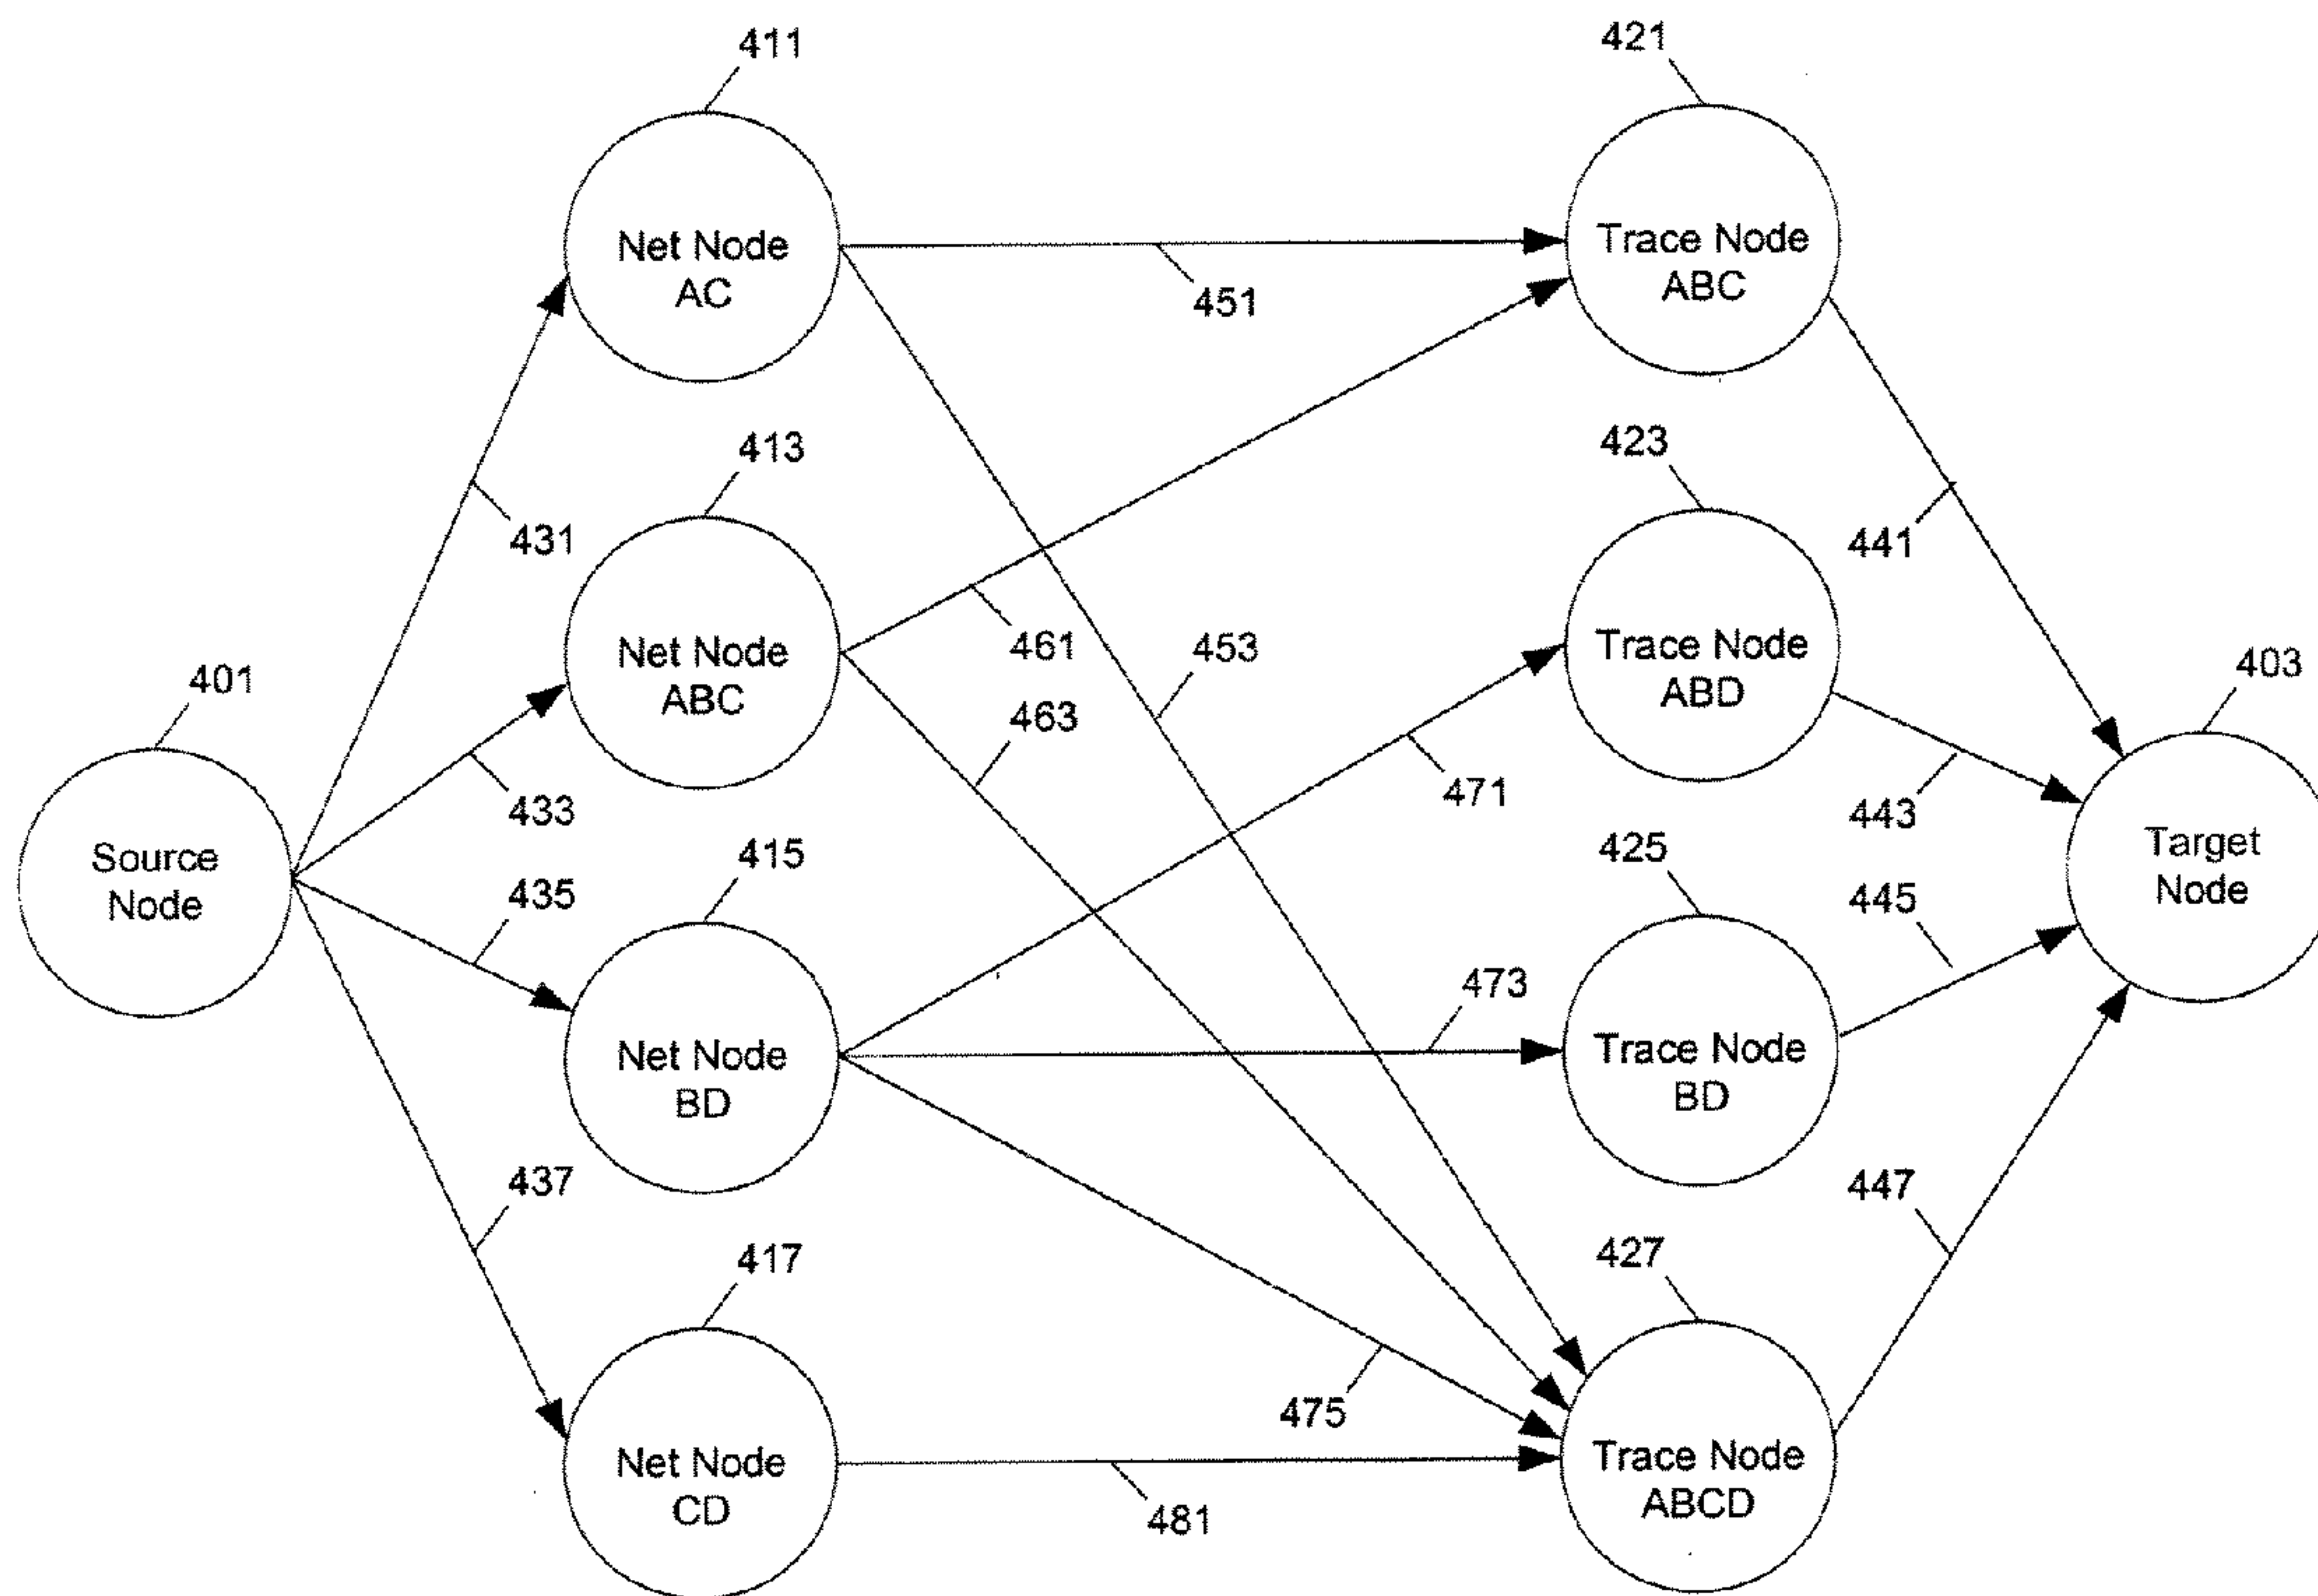 411
421
Net Node
AC
Trace Node
ABC
451
431
413
423
441
Net Node
ABC
461
453
Trace Node
ABD
401
463
403
433
471
443
Source
Node
435
415
425
445
Target
Node
473
Net Node
BD
Trace Node
BD
437
447
417
427
475
Net Node
CD
481
Trace Node
ABCD